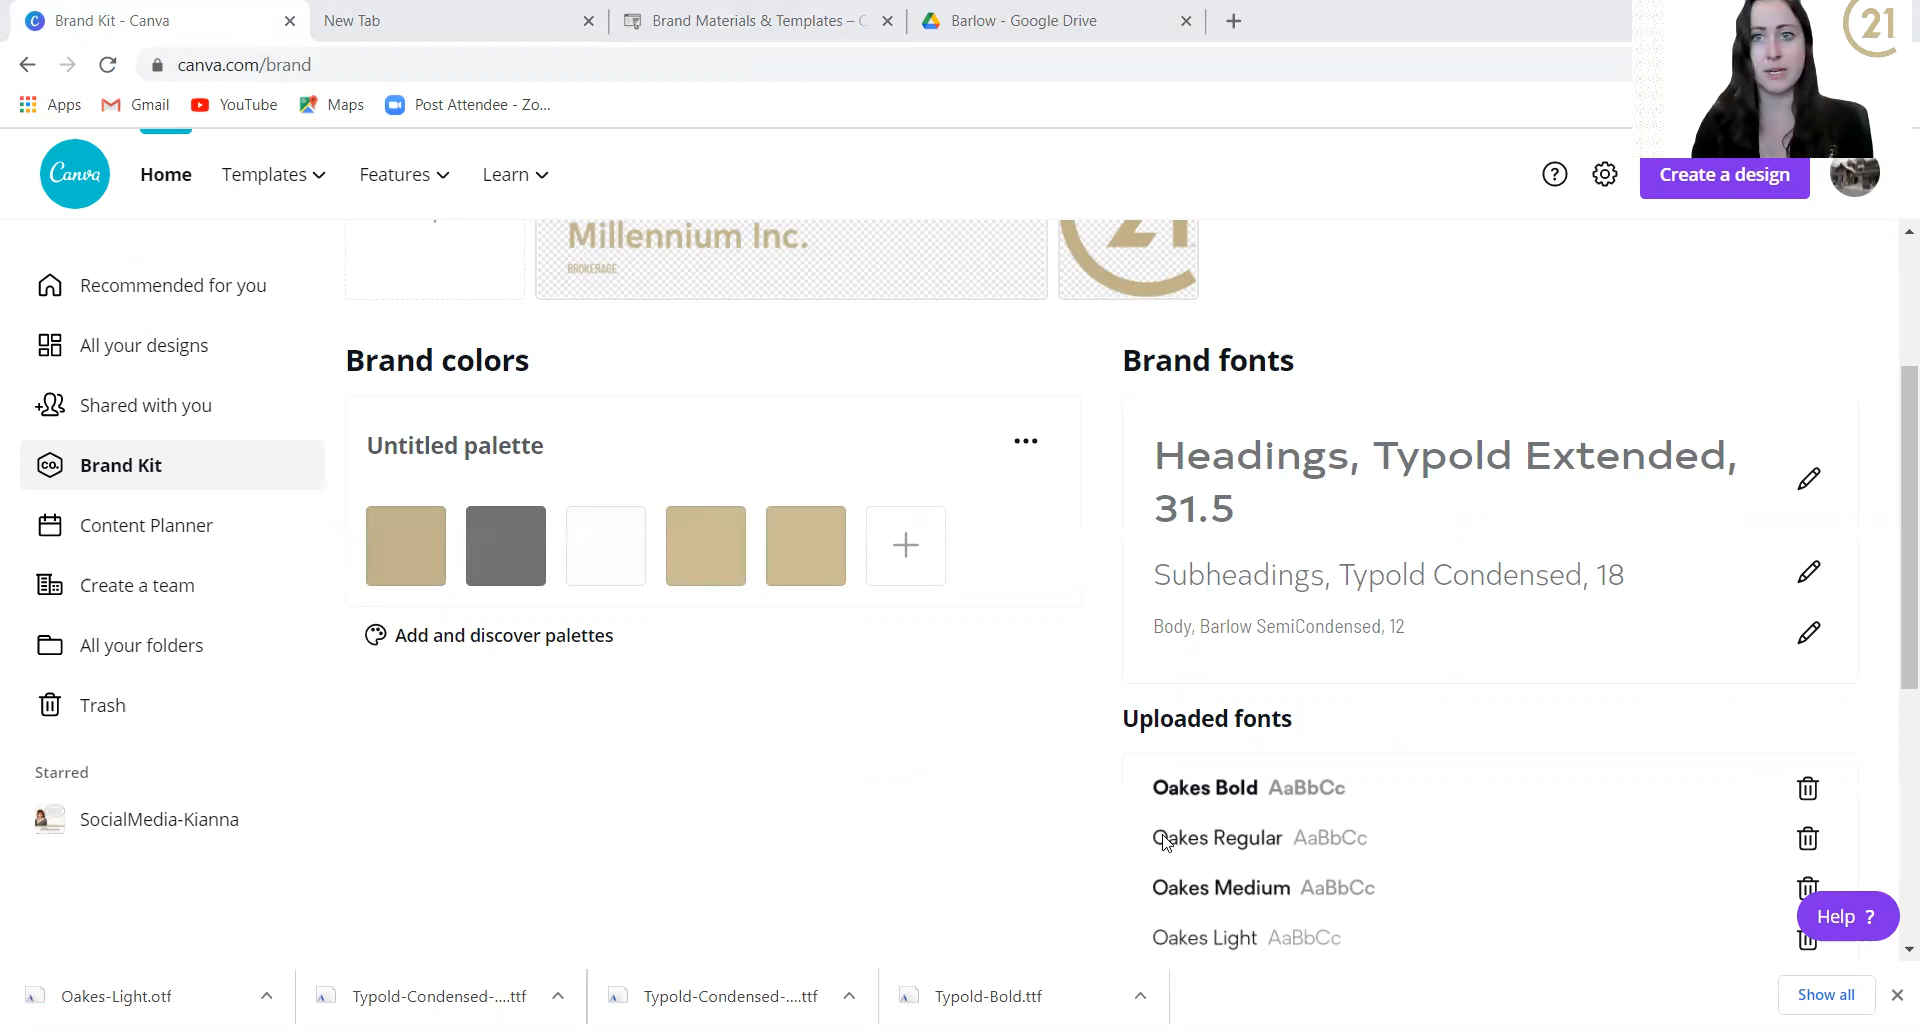 Brand Kit - Canva
New Tab
Brand Materials & Templates – C
Barlow - Google Drive
21
canva.com/brand
Apps
Gmail
YouTube
Maps
Post Attendee - Zo...
Canva
Home
Templates
Features
Learn
?
Create a design
Millennium Inc.
BROKERAGE
21
Recommended for you
All your designs
Shared with you
CO.
Brand Kit
Content Planner
Create a team
All your folders
Trash
Starred
SocialMedia-Kianna
Brand colors
Untitled palette
Add and discover palettes
Brand fonts
Headings, Typold Extended,
31.5
Subheadings, Typold Condensed, 18
Body, Barlow SemiCondensed, 12
Uploaded fonts
Oakes Bold AaBbCc
Oakes Regular AaBbCc
Oakes Medium AaBbCc
Oakes Light AaBbCc
Help ?
Oakes-Light.otf
Typold-Condensed-....ttf
Typold-Condensed-....ttf
Typold-Bold.ttf
Show all